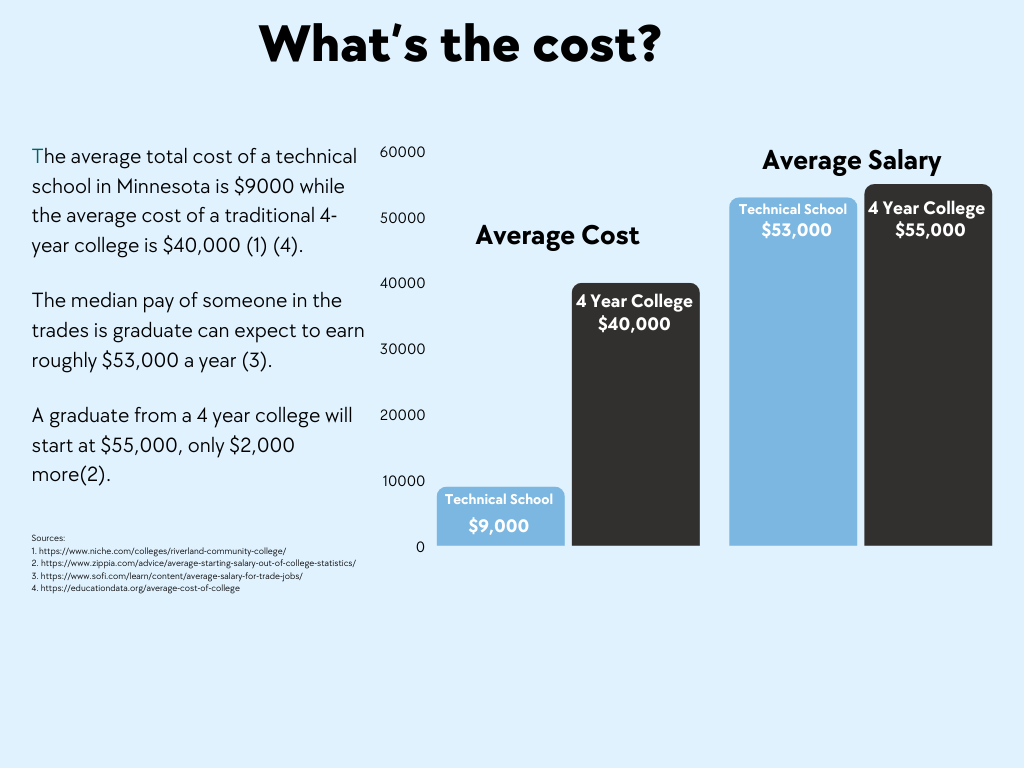 What's the cost?
The average total cost of a technical
school in Minnesota is $9000 while
the average cost of a traditional 4-
year college is $40,000 (1) (4).
The median pay of someone in the
trades is graduate can expect to earn
roughly $53,000 a year (3).
A graduate from a 4 year college will
start at $55,000, only $2,000
more(2).
Sources:
1. https://www.niche.com/colleges/riverland-community-college/
2. https://www.zippia.com/advice/average-starting-salary-out-of-college-statistics/
3. https://www.sofi.com/learn/content/average-salary-for-trade-jobs/
4. https://educationdata.org/average-cost-of-college
60000
50000
40000
30000
20000
10000
0
Average Cost
Technical School
$9,000
4 Year College
$40,000
Average Salary
Technical School
$53,000
4 Year College
$55,000